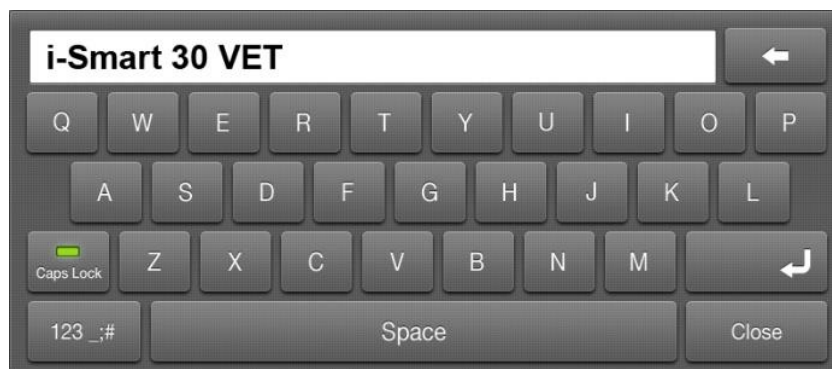 i-Smart 30 VET
Q W E R T Y U I O P
A S D F G H J K L
Caps Lock Z X C V B N M
123 _;# Space Close